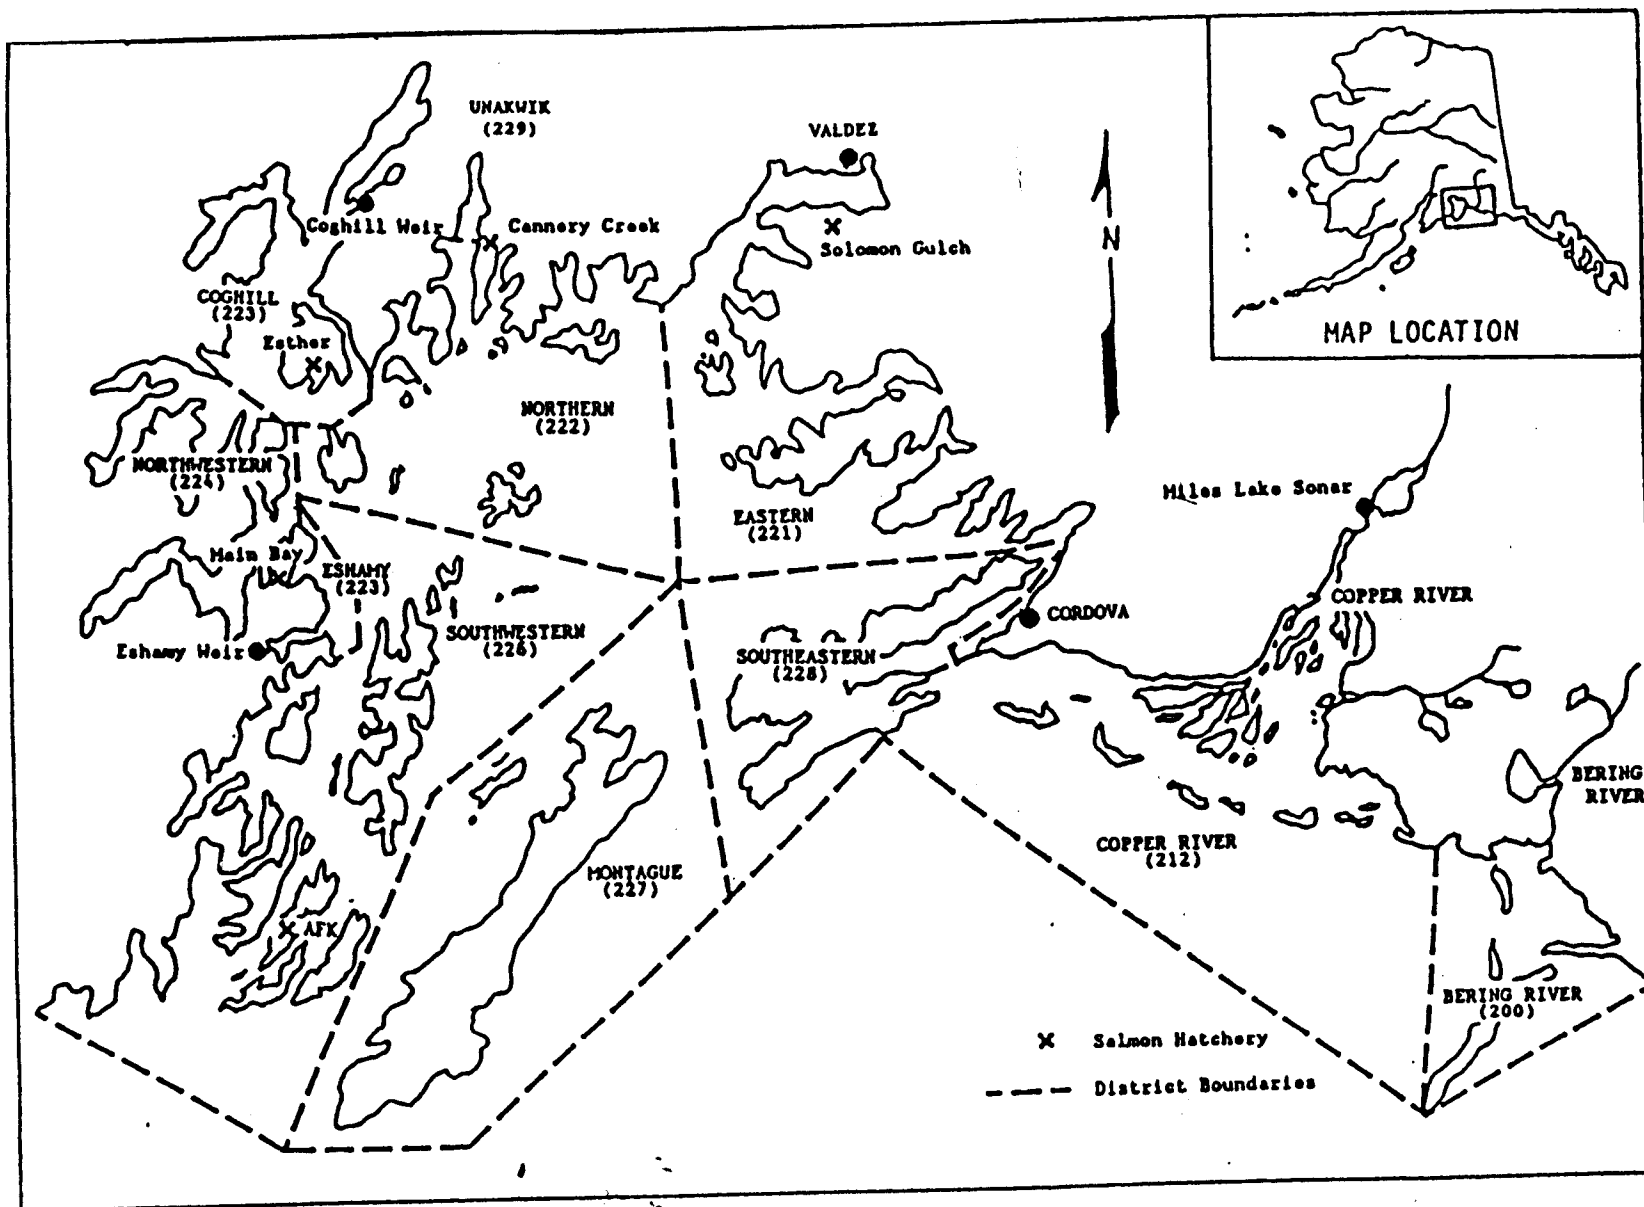 UNAKWIK
(229)
VALDEZ
Coghill Weir
Cannery Creek
Solomon Gulch
N
MAP LOCATION
COGHILL
(223)
Esther
NORTHERN
(222)
NORTHWESTERN
(224)
EASTERN
(221)
Miles Lake Sonar
Main Bay
ESHAMY
(223)
COPPER RIVER
CORDOVA
SOUTHWESTERN
(226)
Eshamy Weir
SOUTHEASTERN
(228)
BERING
RIVER
COPPER RIVER
(212)
MONTAGUE
(227)
AFK
BERING RIVER
(200)
X Salmon Hatchery
District Boundaries